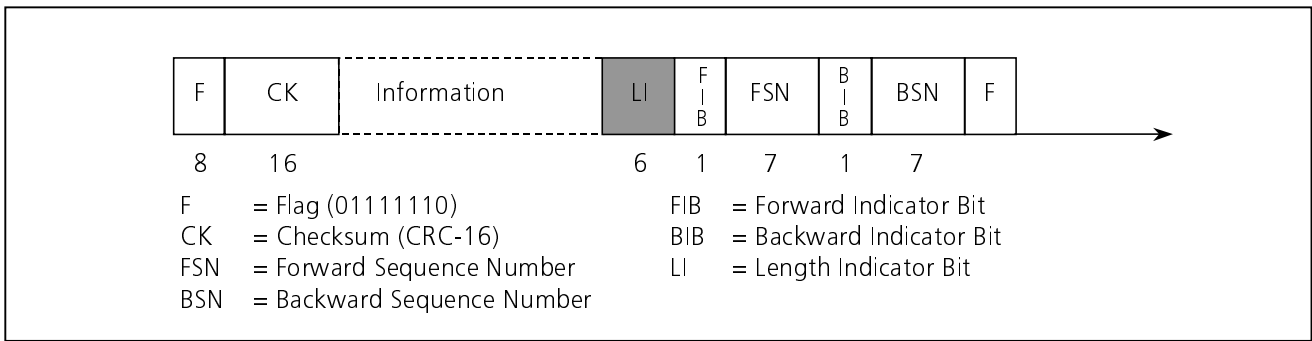 F CK Information LI FIB FSN BIB BSN F
8 16 6 1 7 1 7
F = Flag (01111110)
CK = Checksum (CRC-16)
FSN = Forward Sequence Number
BSN = Backward Sequence Number
FIB = Forward Indicator Bit
BIB = Backward Indicator Bit
LI = Length Indicator Bit